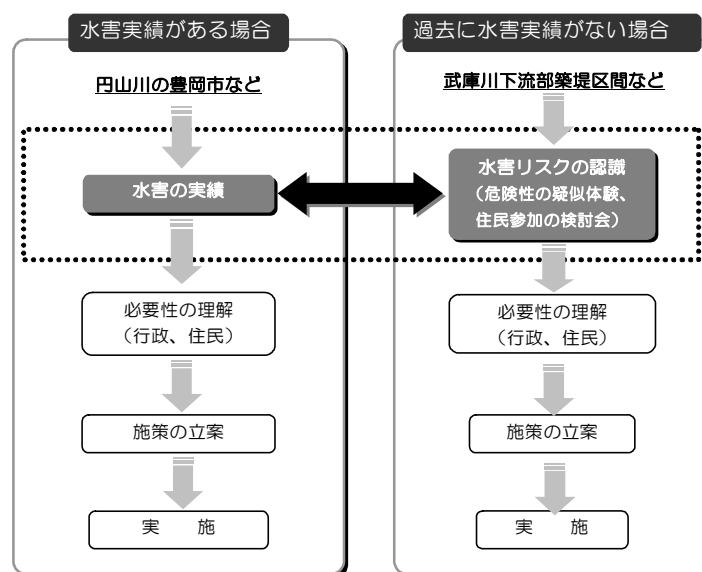 水害実績がある場合
円山川の豊岡市など
水害の実績
必要性の理解
（行政、住民）
施策の立案
実　施
過去に水害実績がない場合
武庫川下流部築堤区間など
水害リスクの認識
（危険性の疑似体験、
住民参加の検討会）
必要性の理解
（行政、住民）
施策の立案
実　施